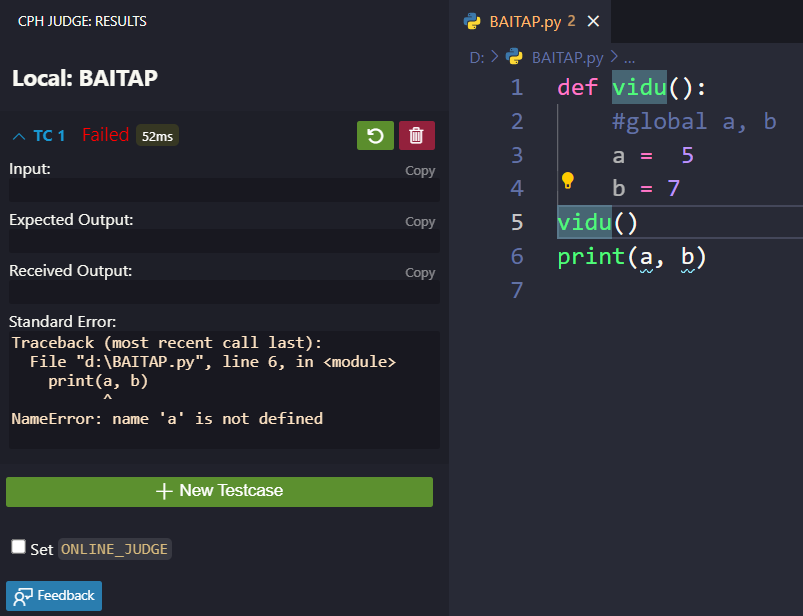 CPH JUDGE: RESULTS
Local: BAITAP
TC 1 Failed 52ms
Input:
Copy
Expected Output:
Copy
Received Output:
Copy
Standard Error:
Traceback (most recent call last):
  File "d:\BAITAP.py", line 6, in <module>
    print(a, b)
          ^
NameError: name 'a' is not defined
New Testcase
Set ONLINE_JUDGE
Feedback
BAITAP.py 2
D: > BAITAP.py > ...
1 def vidu():
2     #global a, b
3     a =  5
4     b = 7
5 vidu()
6 print(a, b)
7